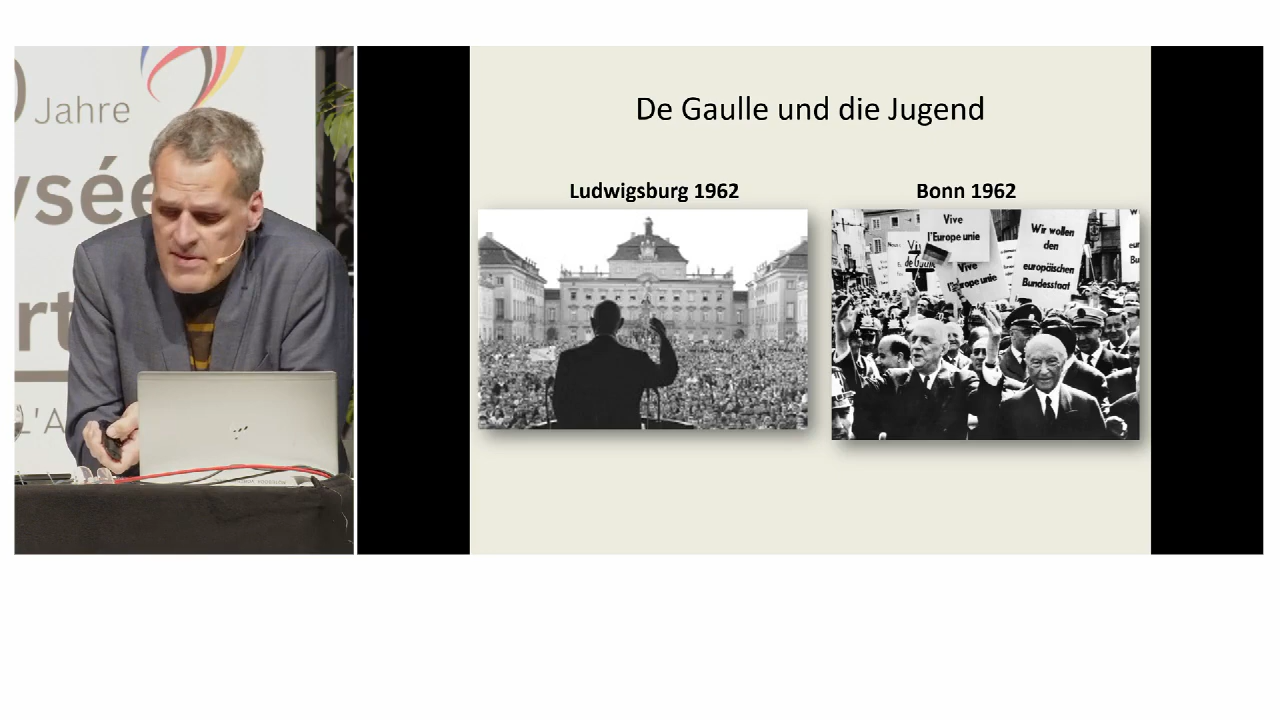 Jahre
ysée
rt
L'A
De Gaulle und die Jugend
Ludwigsburg 1962
Bonn 1962
Vive
l'Europe unie
Vive
l'Europe unie
Wir wollen
den
europäischen
Bundesstaat